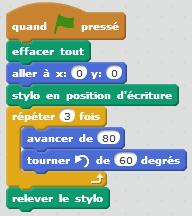 quand pressé
effacer tout
aller à x: 0 y: 0
stylo en position d'écriture
répéter 3 fois
avancer de 80
tourner de 60 degrés
relever le stylo